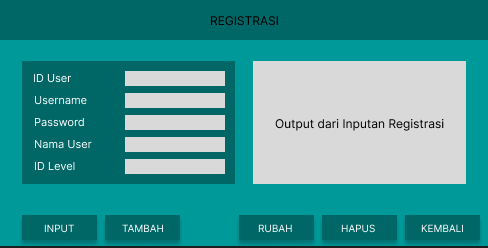 REGISTRASI
ID User
Username
Password
Nama User
ID Level
Output dari Inputan Registrasi
INPUT
TAMBAH
RUBAH
HAPUS
KEMBALI